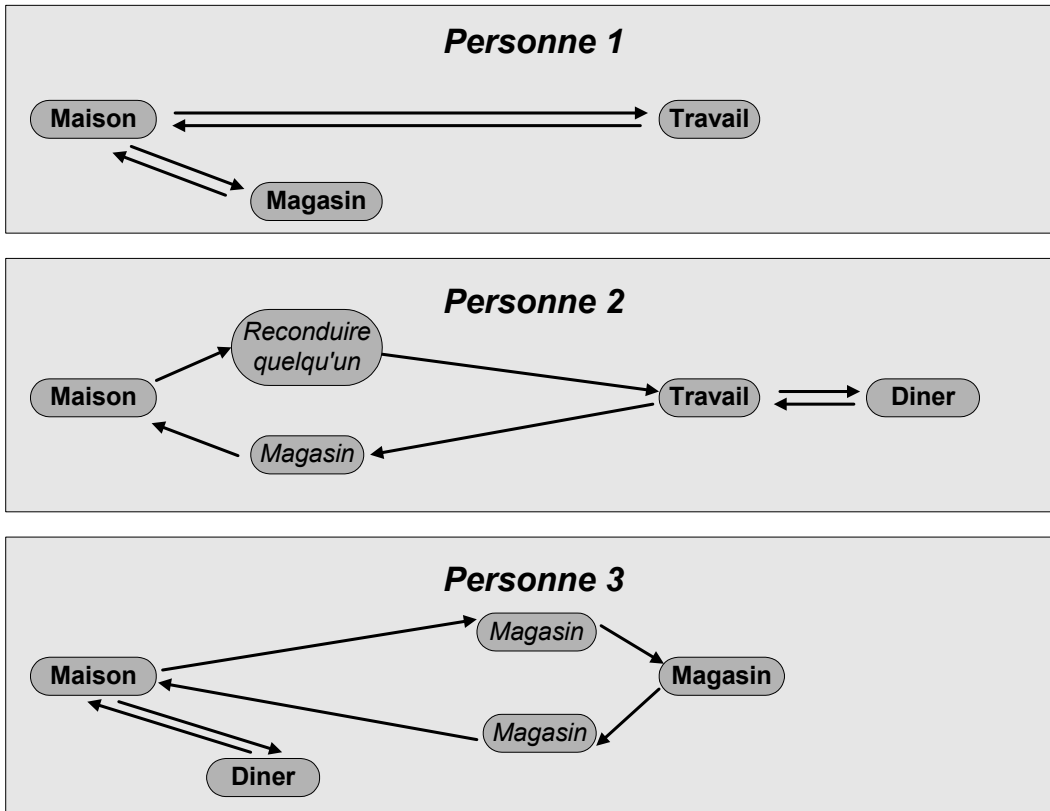 Personne 1
Maison
Travail
Magasin
Personne 2
Reconduire
quelqu'un
Maison
Travail
Diner
Magasin
Personne 3
Magasin
Maison
Magasin
Magasin
Diner